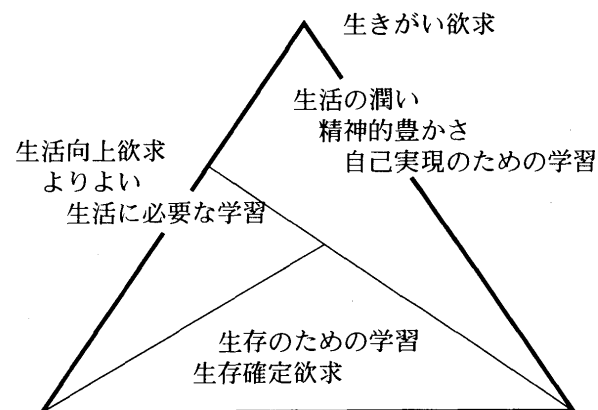 生きがい欲求
生活の潤い
精神的豊かさ
自己実現のための学習
生活向上欲求
よりよい
生活に必要な学習
生存のための学習
生存確定欲求